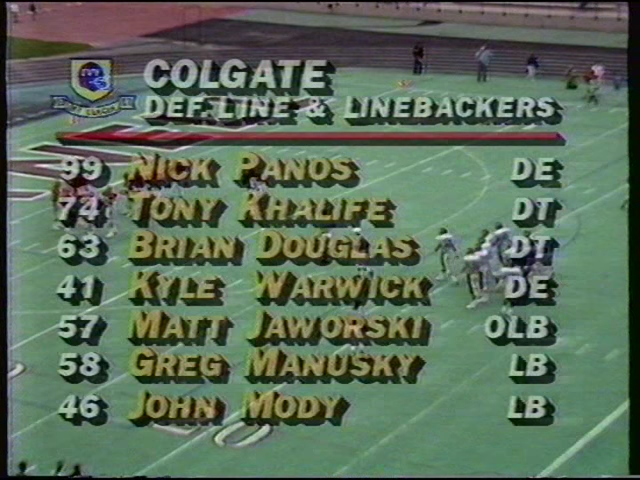 COLGATE
DEF. LINE & LINEBACKERS
99 NICK PANOS DE
74 TONY KHALIFE DT
63 BRIAN DOUGLAS DT
41 KYLE WARWICK DE
57 MATT JAWORSKI OLB
58 GREG MANUSKY LB
46 JOHN MODY LB